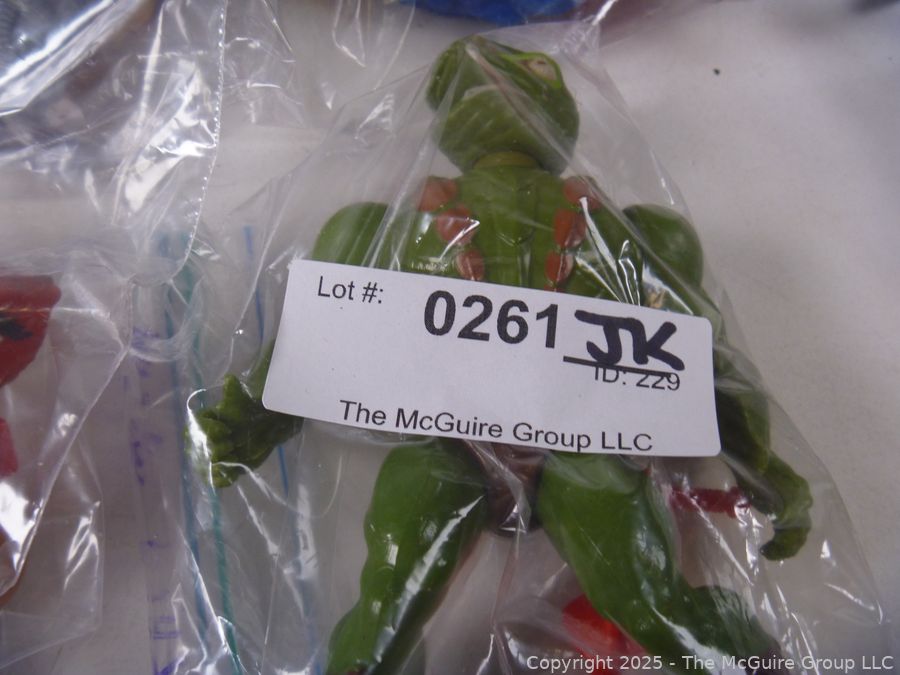 Lot #:
0261 JK
ID: 229
The McGuire Group LLC
Copyright © 2025 - The McGuire Group LLC